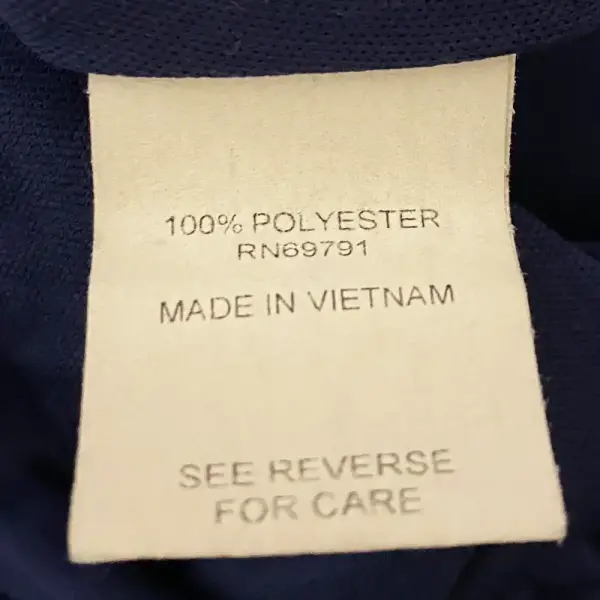 100% POLYESTER
RN69791
MADE IN VIETNAM
SEE REVERSE
FOR CARE